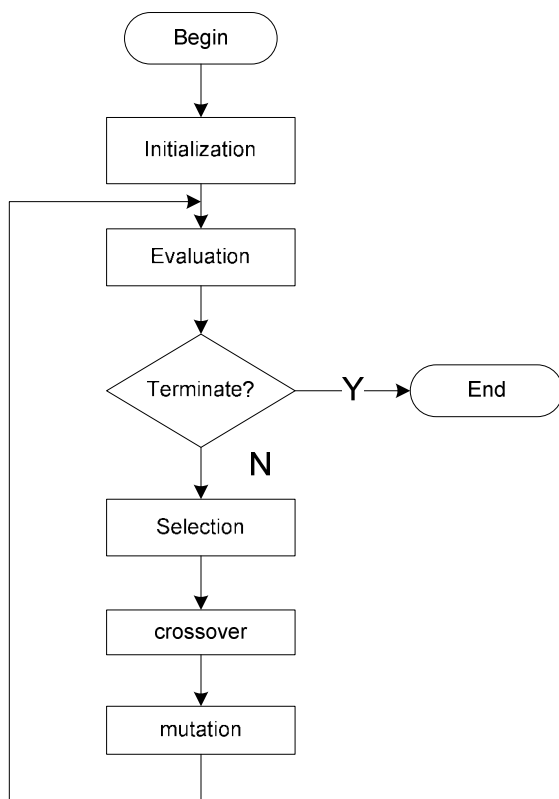 Begin
Initialization
Evaluation
Terminate?
Y
End
N
Selection
crossover
mutation